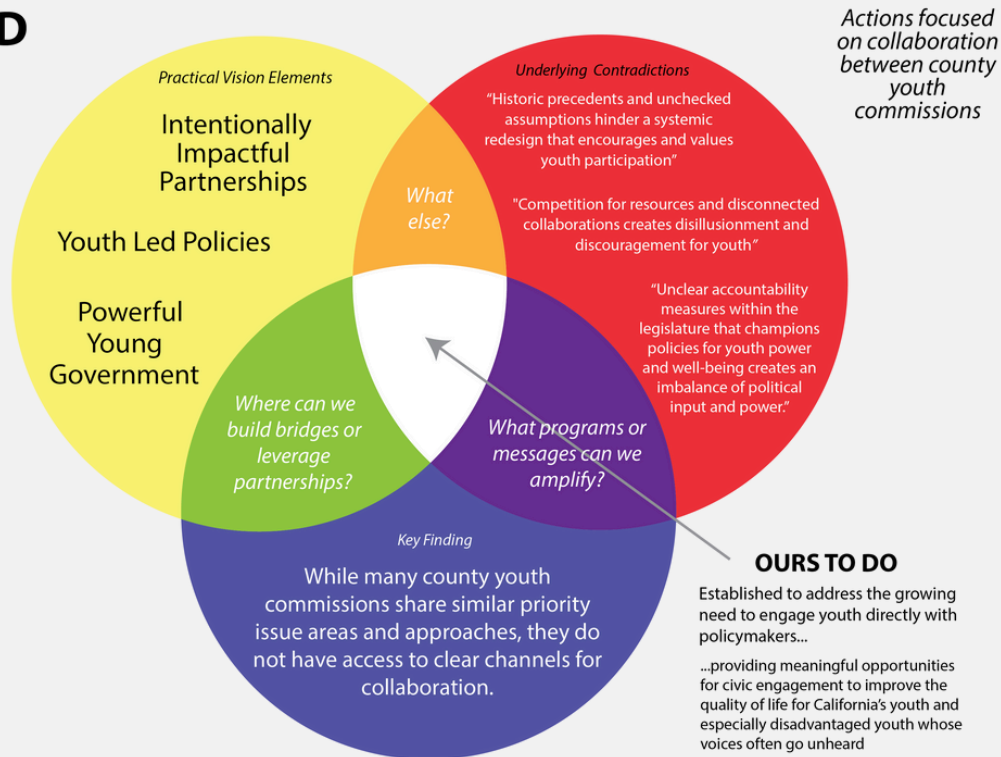 D
Actions focused
on collaboration
between county
youth
commissions
Practical Vision Elements
Intentionally
Impactful
Partnerships
Youth Led Policies
Powerful
Young
Government
Underlying Contradictions
“Historic precedents and unchecked
assumptions hinder a systemic
redesign that encourages and values
youth participation”
"Competition for resources and disconnected
collaborations creates disillusionment and
discouragement for youth”
“Unclear accountability
measures within the
legislature that champions
policies for youth power
and well-being creates an
imbalance of political
input and power.”
What
else?
Where can we
build bridges or
leverage
partnerships?
What programs or
messages can we
amplify?
Key Finding
While many county youth
commissions share similar priority
issue areas and approaches, they do
not have access to clear channels for
collaboration.
OURS TO DO
Established to address the growing
need to engage youth directly with
policymakers...
...providing meaningful opportunities
for civic engagement to improve the
quality of life for California’s youth and
especially disadvantaged youth whose
voices often go unheard